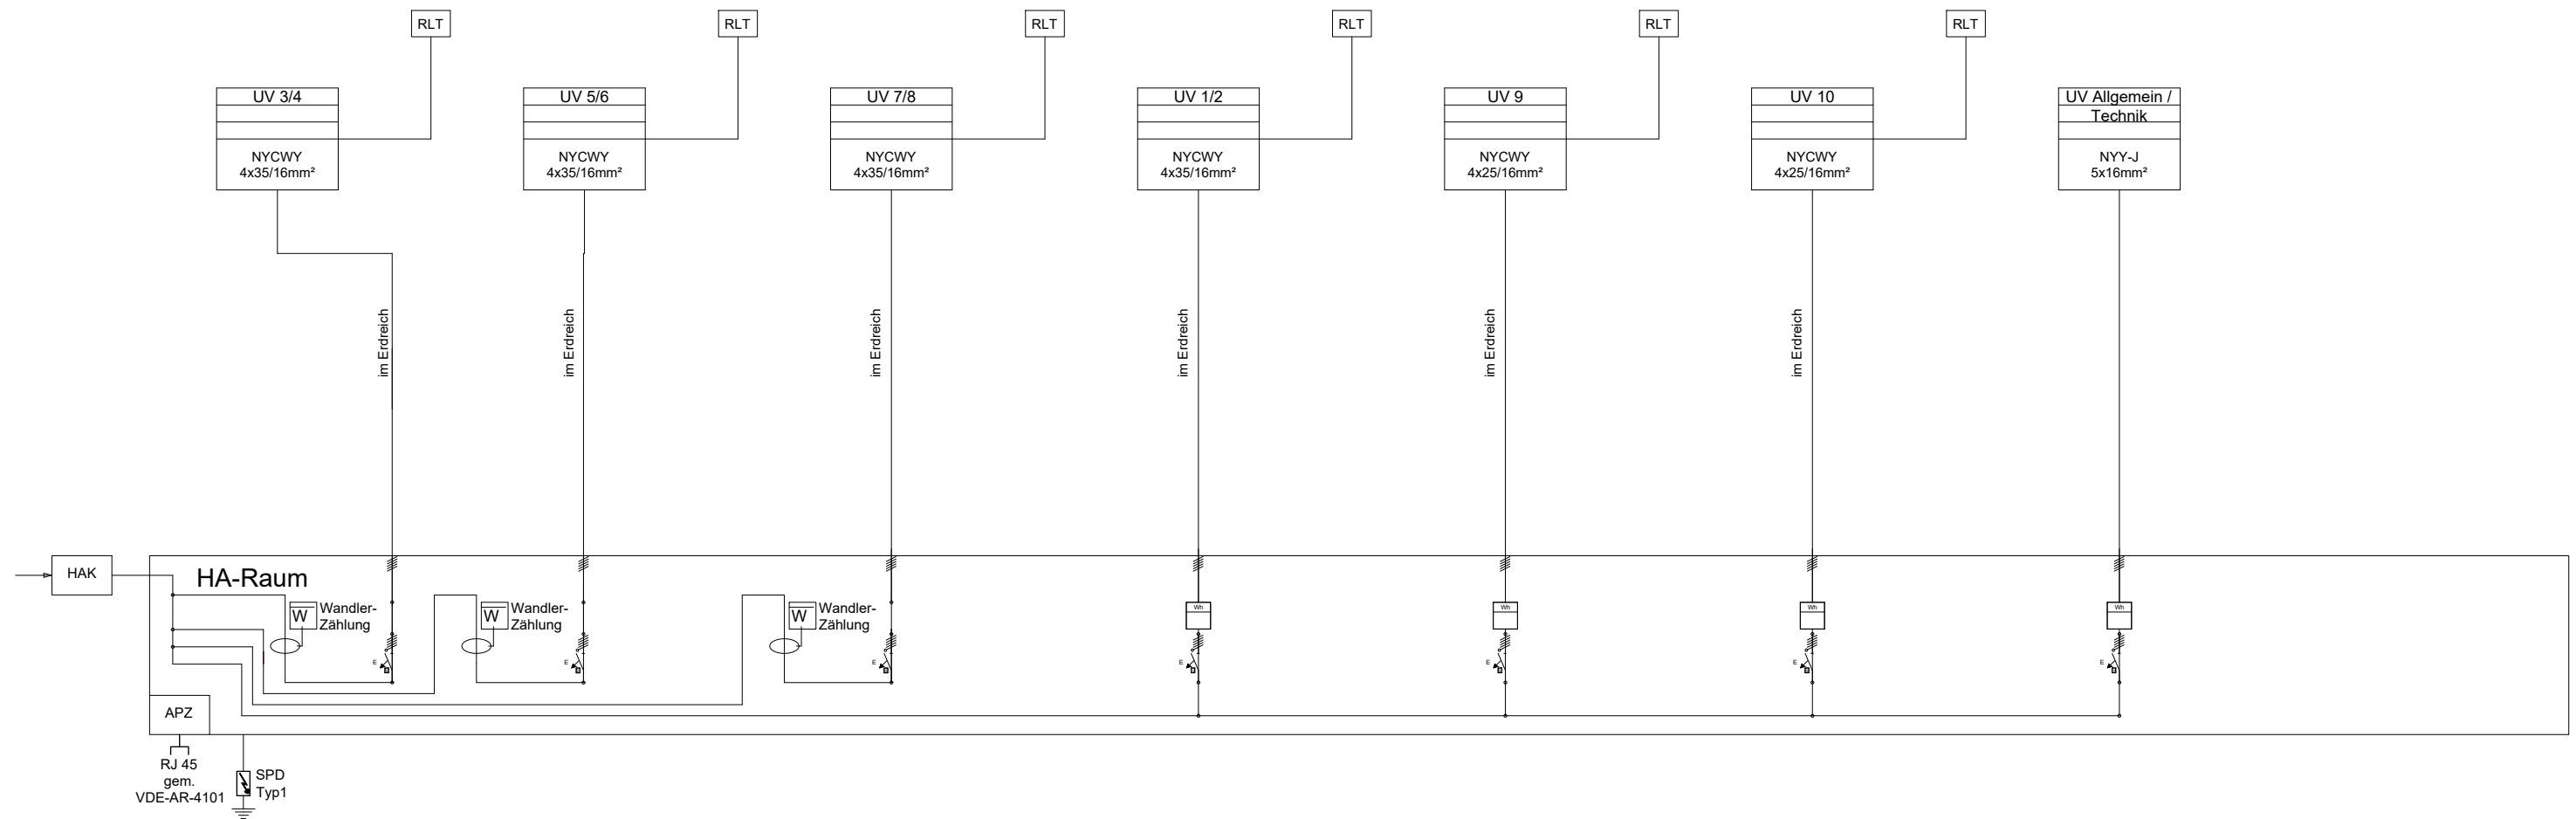 RLT
RLT
RLT
RLT
RLT
RLT
UV 3/4
NYCWY
4x35/16mm²
UV 5/6
NYCWY
4x35/16mm²
UV 7/8
NYCWY
4x35/16mm²
UV 1/2
NYCWY
4x35/16mm²
UV 9
NYCWY
4x25/16mm²
UV 10
NYCWY
4x25/16mm²
UV Allgemein /
Technik
NYY-J
5x16mm²
im Erdreich
im Erdreich
im Erdreich
im Erdreich
im Erdreich
im Erdreich
HAK
HA-Raum
W
Wandler-
Zählung
W
Wandler-
Zählung
W
Wandler-
Zählung
Wh
Wh
Wh
Wh
E
E
E
E
E
E
E
APZ
RJ 45
gem.
VDE-AR-4101
SPD
Typ1